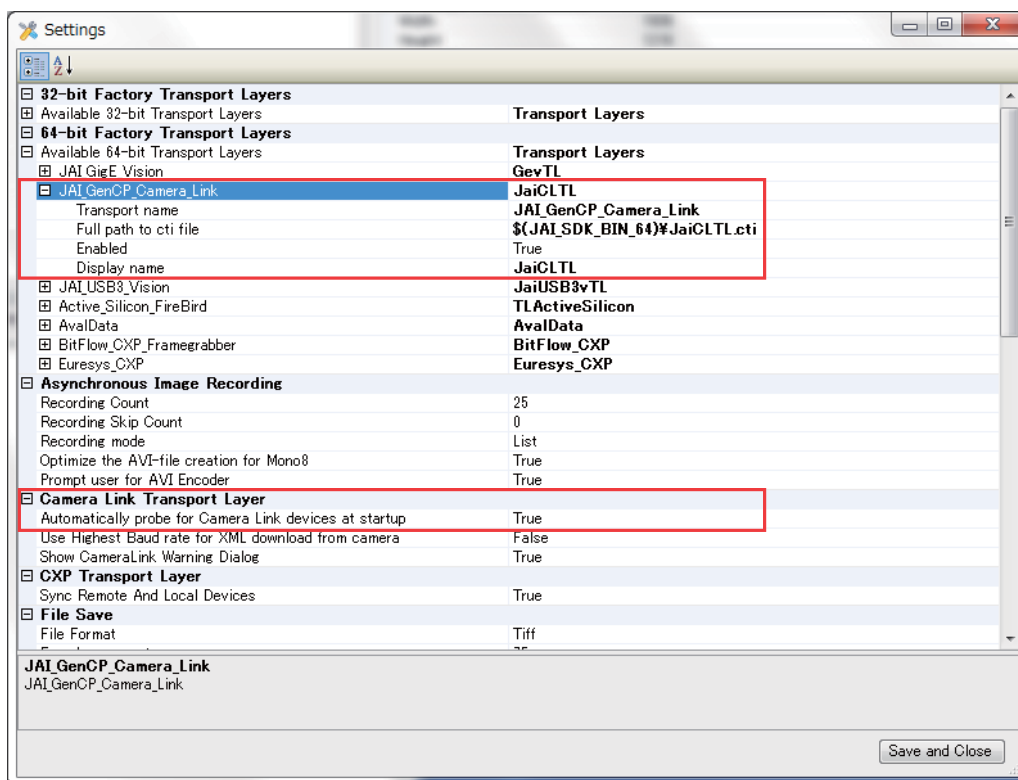 Settings
32-bit Factory Transport Layers
Available 32-bit Transport Layers Transport Layers
64-bit Factory Transport Layers
Available 64-bit Transport Layers Transport Layers
JAI GigE Vision GevTL
JAI_GenCP_Camera_Link JaiCLTL
Transport name JAI_GenCP_Camera_Link
Full path to cti file $(JAI_SDK_BIN_64)¥JaiCLTL.cti
Enabled True
Display name JaiCLTL
JAI_USB3_Vision JaiUSB3vTL
Active_Silicon_FireBird TLActiveSilicon
AvalData AvalData
BitFlow_CXP_Framegrabber BitFlow_CXP
Euresys_CXP Euresys_CXP
Asynchronous Image Recording
Recording Count 25
Recording Skip Count 0
Recording mode List
Optimize the AVI-file creation for Mono8 True
Prompt user for AVI Encoder True
Camera Link Transport Layer
Automatically probe for Camera Link devices at startup True
Use Highest Baud rate for XML download from camera False
Show CameraLink Warning Dialog True
CXP Transport Layer
Sync Remote And Local Devices True
File Save
File Format Tiff
JAI_GenCP_Camera_Link
JAI_GenCP_Camera_Link
Save and Close